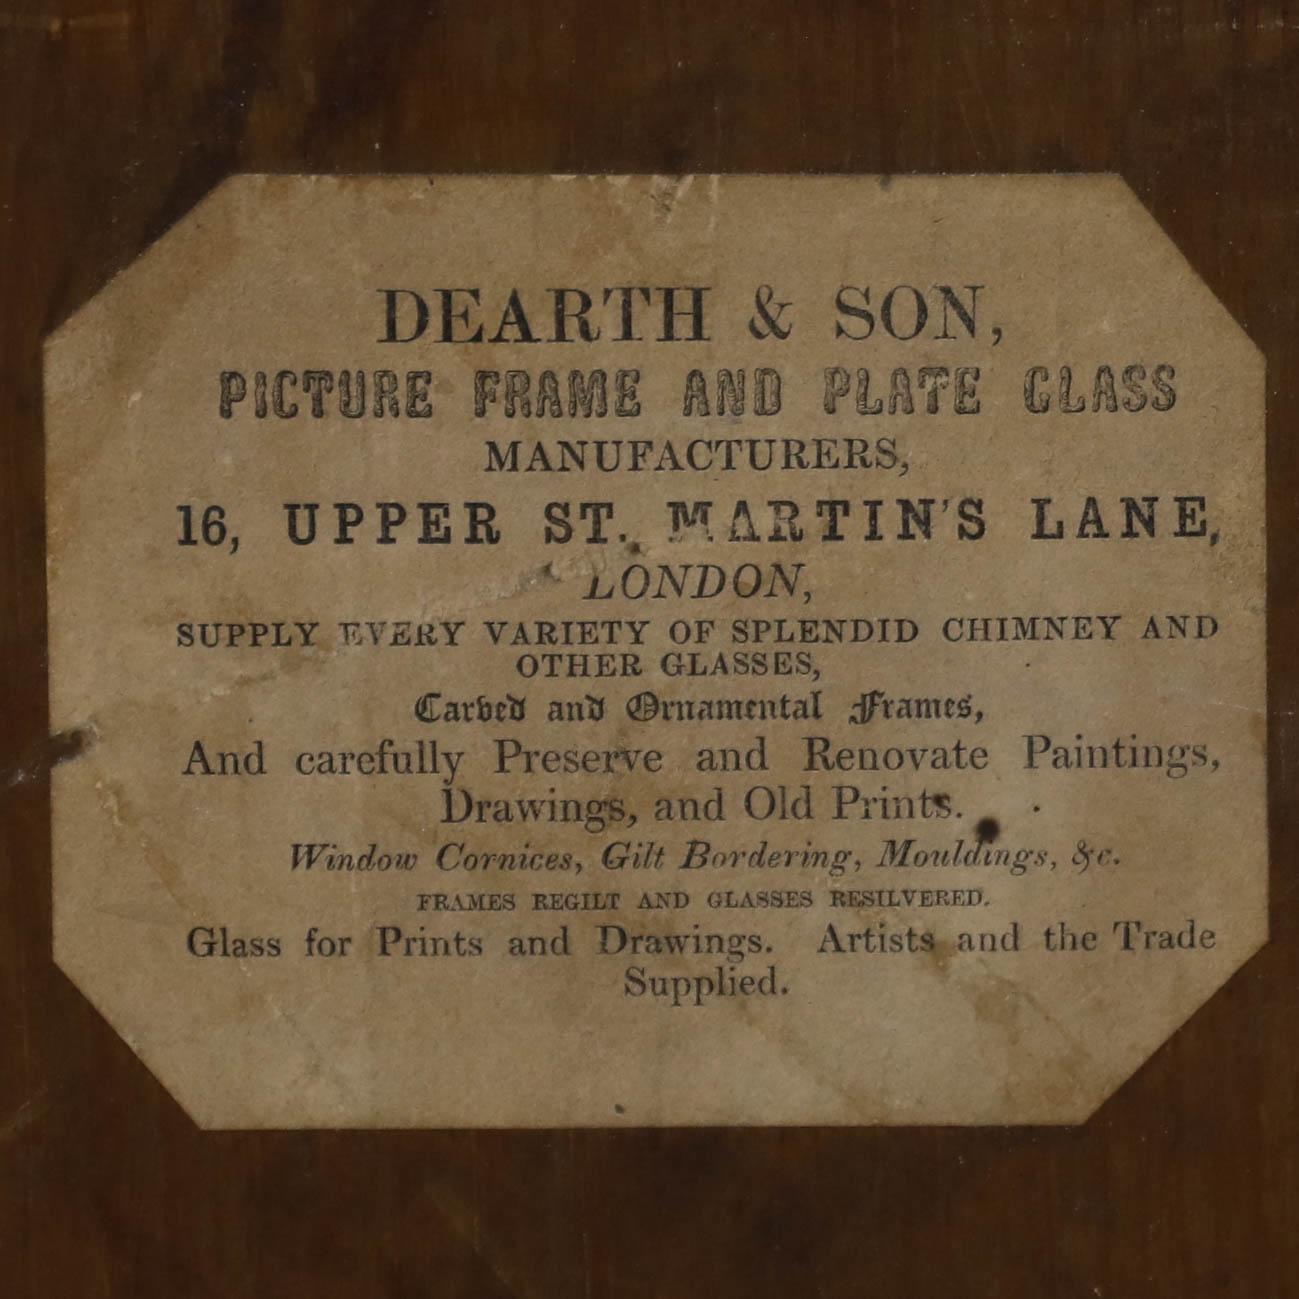 DEARTH & SON,
PICTURE FRAME AND PLATE GLASS
MANUFACTURERS,
16, UPPER ST. MARTIN'S LANE,
LONDON,
SUPPLY EVERY VARIETY OF SPLENDID CHIMNEY AND
OTHER GLASSES,
Carved and Ornamental Frames,
And carefully Preserve and Renovate Paintings,
Drawings, and Old Prints.
Window Cornices, Gilt Bordering, Mouldings, &c.
FRAMES REGILT AND GLASSES RESILVERED.
Glass for Prints and Drawings. Artists and the Trade
Supplied.